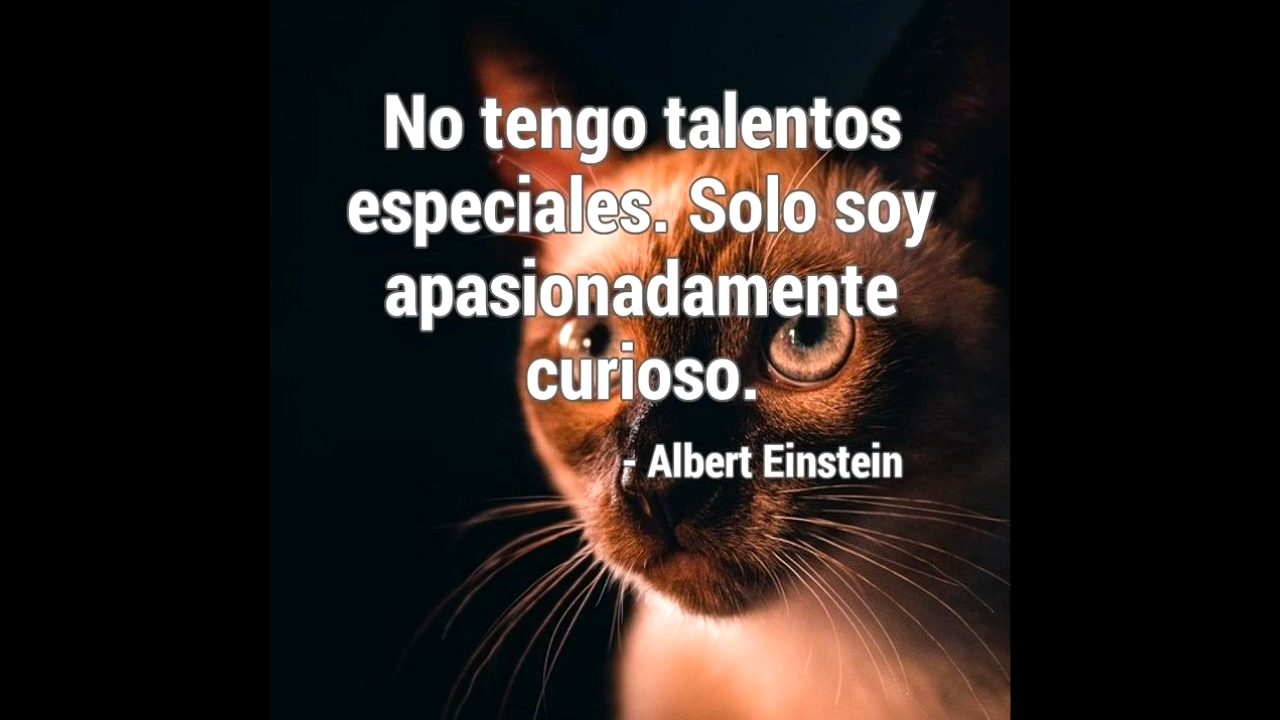 No tengo talentos
especiales. Solo soy
apasionadamente
curioso.
- Albert Einstein